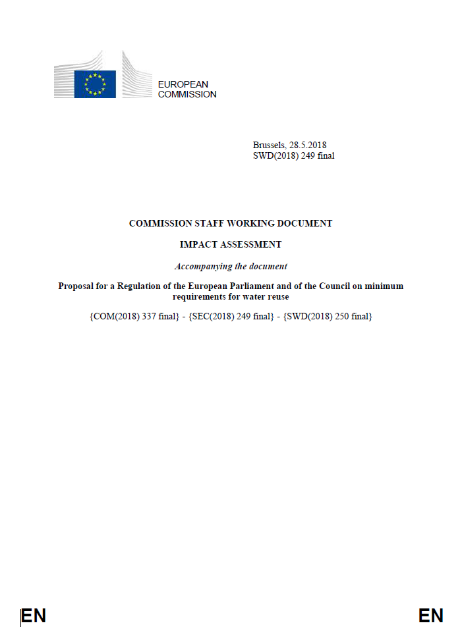 EUROPEAN
COMMISSION
Brussels, 28.5.2018
SWD(2018) 249 final
COMMISSION STAFF WORKING DOCUMENT
IMPACT ASSESSMENT
Accompanying the document
Proposal for a Regulation of the European Parliament and of the Council on minimum
requirements for water reuse
{COM(2018) 337 final} - {SEC(2018) 249 final} - {SWD(2018) 250 final}
EN
EN